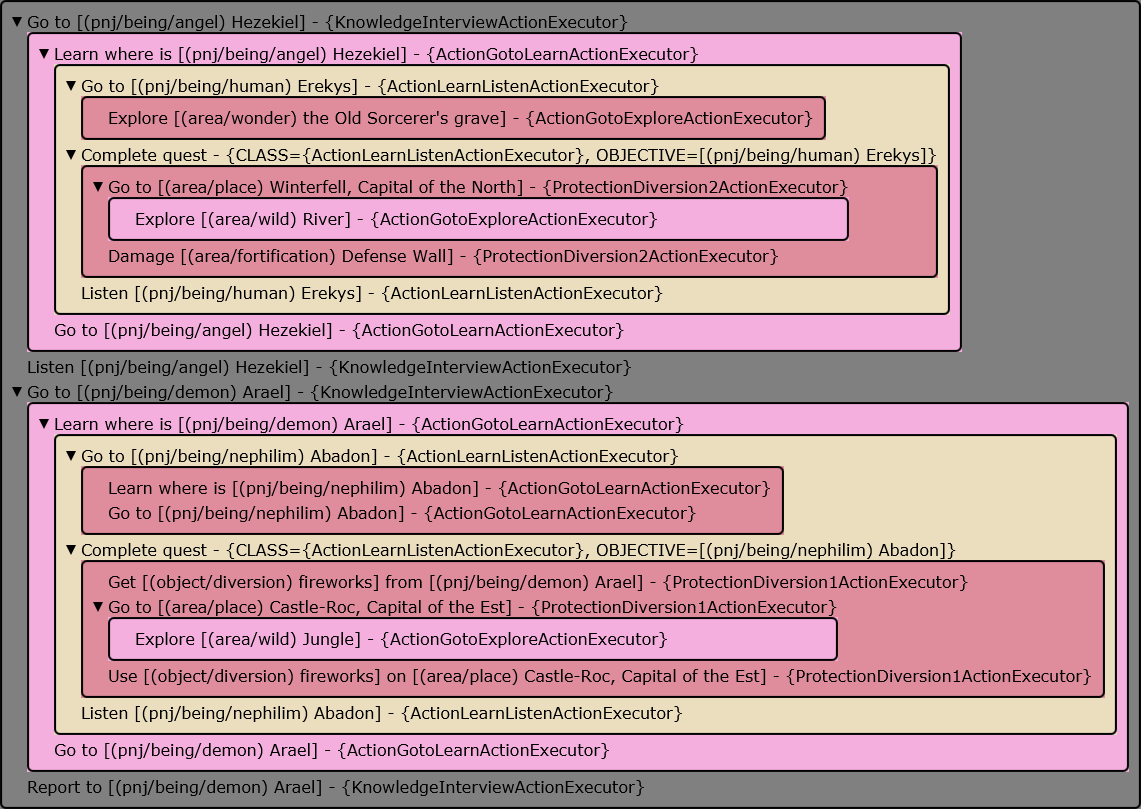 ▼ Go to [(pnj/being/angel) Hezekiel] - {KnowledgeInterviewActionExecutor}
▼ Learn where is [(pnj/being/angel) Hezekiel] - {ActionGotoLearnActionExecutor}
▼ Go to [(pnj/being/human) Erekys] - {ActionLearnListenActionExecutor}
Explore [(area/wonder) the Old Sorcerer's grave] - {ActionGotoExploreActionExecutor}
▼ Complete quest - {CLASS={ActionLearnListenActionExecutor}, OBJECTIVE=[(pnj/being/human) Erekys]}
▼ Go to [(area/place) Winterfell, Capital of the North] - {ProtectionDiversion2ActionExecutor}
Explore [(area/wild) River] - {ActionGotoExploreActionExecutor}
Damage [(area/fortification) Defense Wall] - {ProtectionDiversion2ActionExecutor}
Listen [(pnj/being/human) Erekys] - {ActionLearnListenActionExecutor}
Go to [(pnj/being/angel) Hezekiel] - {ActionGotoLearnActionExecutor}
Listen [(pnj/being/angel) Hezekiel] - {KnowledgeInterviewActionExecutor}
▼ Go to [(pnj/being/demon) Arael] - {KnowledgeInterviewActionExecutor}
▼ Learn where is [(pnj/being/demon) Arael] - {ActionGotoLearnActionExecutor}
▼ Go to [(pnj/being/nephilim) Abadon] - {ActionLearnListenActionExecutor}
Learn where is [(pnj/being/nephilim) Abadon] - {ActionGotoLearnActionExecutor}
Go to [(pnj/being/nephilim) Abadon] - {ActionGotoLearnActionExecutor}
▼ Complete quest - {CLASS={ActionLearnListenActionExecutor}, OBJECTIVE=[(pnj/being/nephilim) Abadon]}
Get [(object/diversion) fireworks] from [(pnj/being/demon) Arael] - {ProtectionDiversion1ActionExecutor}
▼ Go to [(area/place) Castle-Roc, Capital of the Est] - {ProtectionDiversion1ActionExecutor}
Explore [(area/wild) Jungle] - {ActionGotoExploreActionExecutor}
Use [(object/diversion) fireworks] on [(area/place) Castle-Roc, Capital of the Est] - {ProtectionDiversion1ActionExecutor}
Listen [(pnj/being/nephilim) Abadon] - {ActionLearnListenActionExecutor}
Go to [(pnj/being/demon) Arael] - {ActionGotoLearnActionExecutor}
Report to [(pnj/being/demon) Arael] - {KnowledgeInterviewActionExecutor}